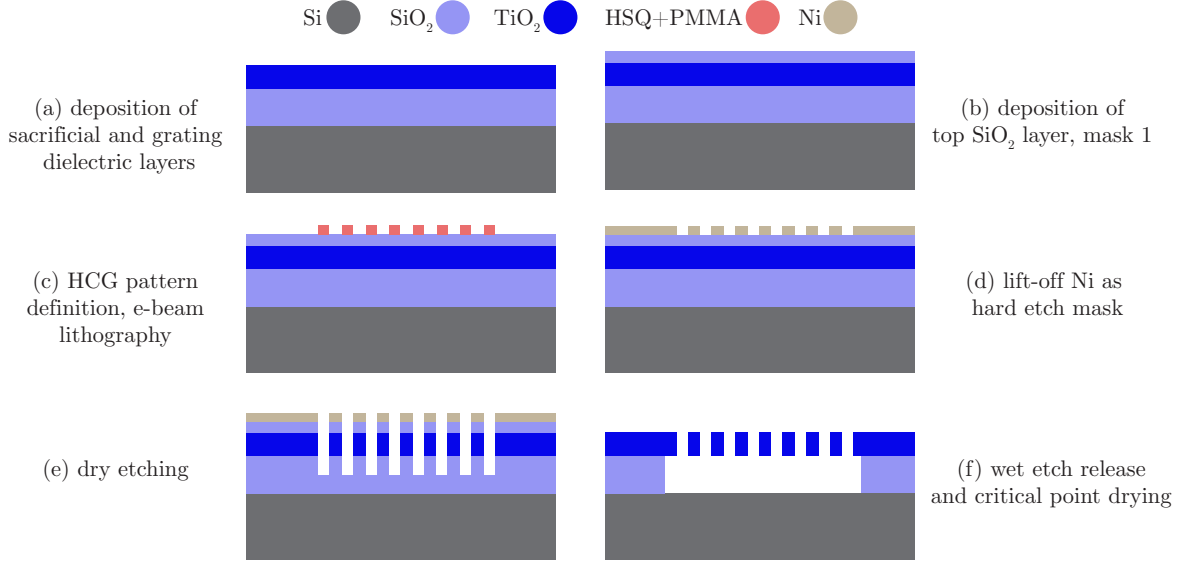 Si SiO₂ TiO₂ HSQ+PMMA Ni
(a) deposition of
sacrificial and grating
dielectric layers
(b) deposition of
top SiO₂ layer, mask 1
(c) HCG pattern
definition, e-beam
lithography
(d) lift-off Ni as
hard etch mask
(e) dry etching
(f) wet etch release
and critical point drying